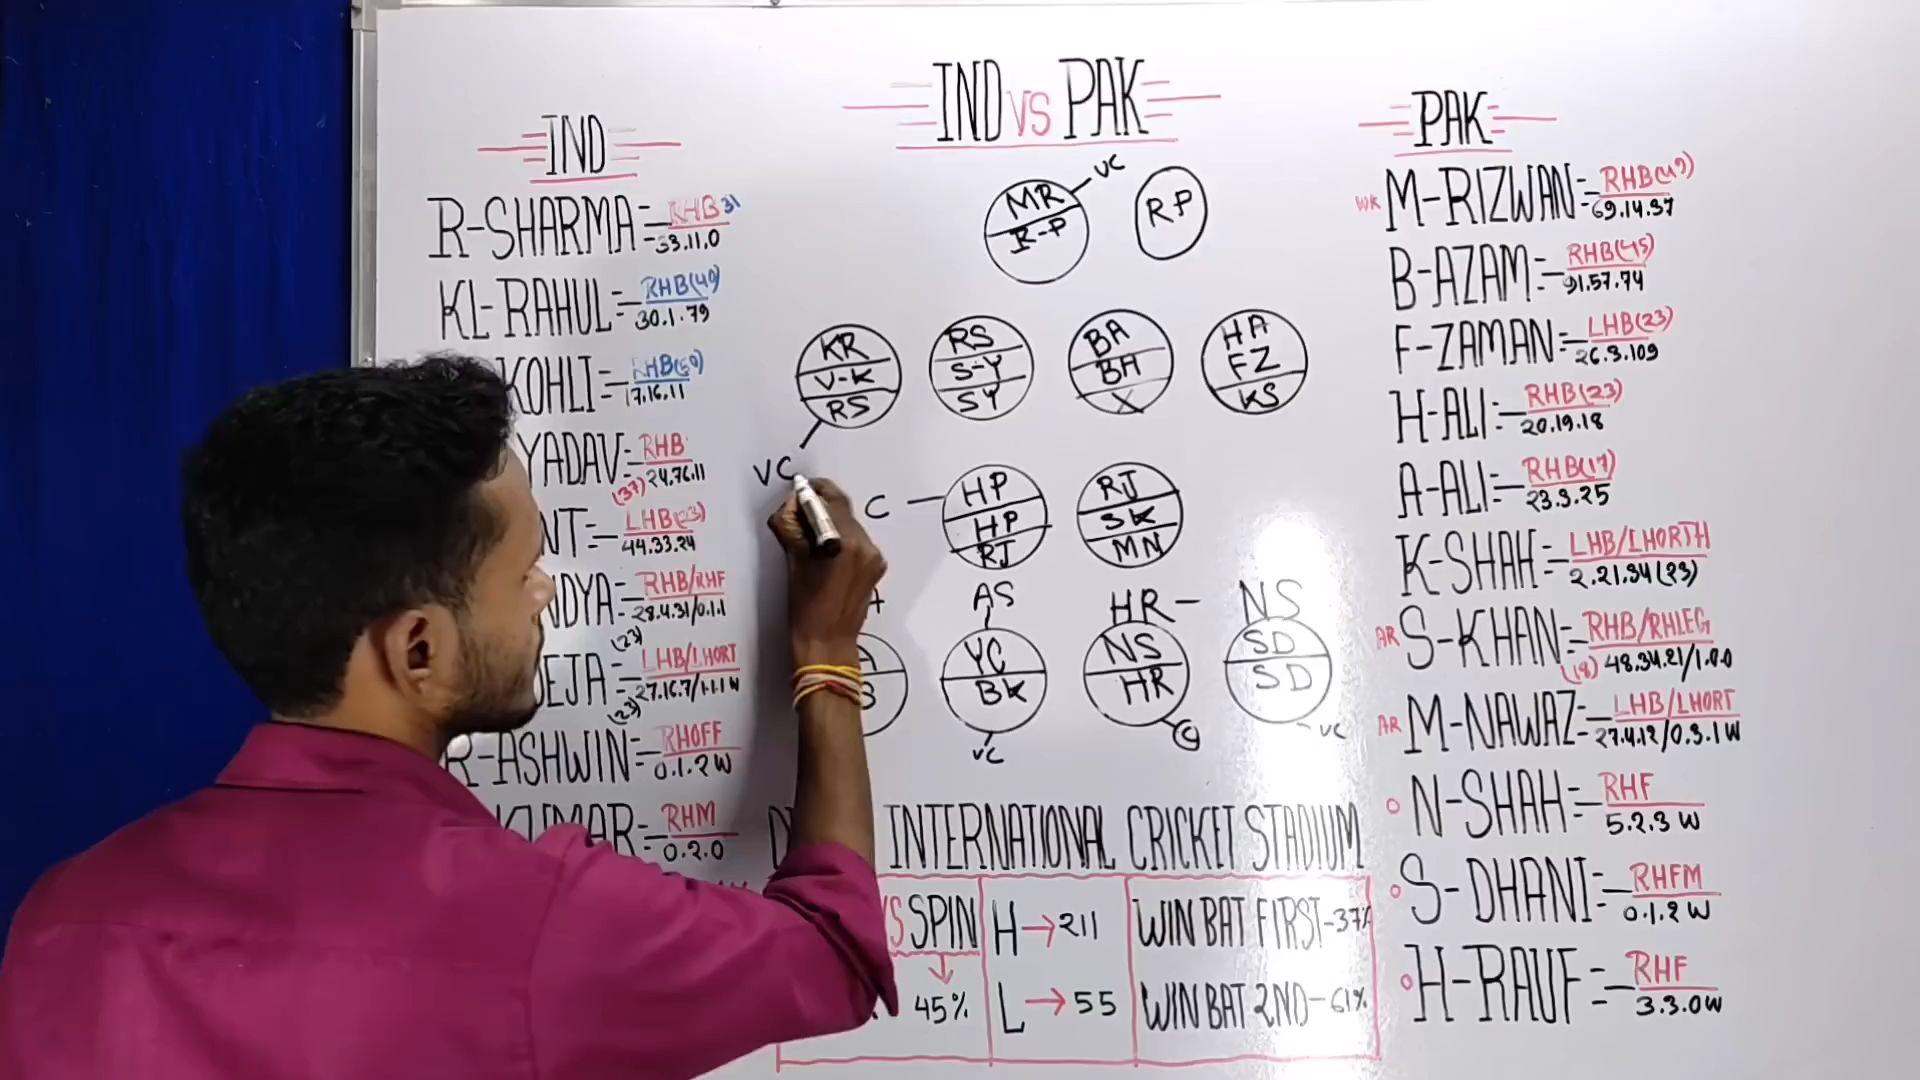 IND VS PAK
IND
R-SHARMA=RHB 31
33.11.0
KL-RAHUL=RHB(40)
30.1.79
KOHLI=RHB(50)
17.16.11
YADAV=RHB
(37) 24.76.11
NT=LHB(23)
44.33.24
NDYA=RHB/RHF
28.4.31/0.1.1
(23)
DEJA=LHB/LHORT
27.16.7/1.1.1 W
(23)
R-ASHWIN=RHOFF
0.1.2 W
KUMAR=RHM
0.2.0
MR
R-P
VC
RP
KR
V-K
RS
VC
RS
S-Y
SY
BA
BH
X
HA
FZ
KS
C
HP
HP
RJ
RJ
SK
MN
AS
YC
BK
VC
HR-
NS
HR
C
NS
SD
SD
VC
INTERNATIONAL CRICKET STADIUM
VS SPIN
45%
H→211
L→55
WIN BAT FIRST-37%
WIN BAT 2ND-61%
PAK
WK M-RIZWAN=RHB(49)
69.14.37
B-AZAM=RHB(45)
91.57.74
F-ZAMAN=LHB(23)
26.3.109
H-ALI=RHB(23)
20.19.18
A-ALI=RHB(17)
23.3.25
K-SHAH=LHB/LHORTH
2.21.34(23)
AR S-KHAN=RHB/RHLEG
(18) 48.34.21/1.0.0
AR M-NAWAZ=LHB/LHORT
27.4.12/0.3.1 W
N-SHAH=RHF
5.2.3 W
S-DHANI=RHFM
0.1.2 W
H-RAUF=RHF
3.3.0W